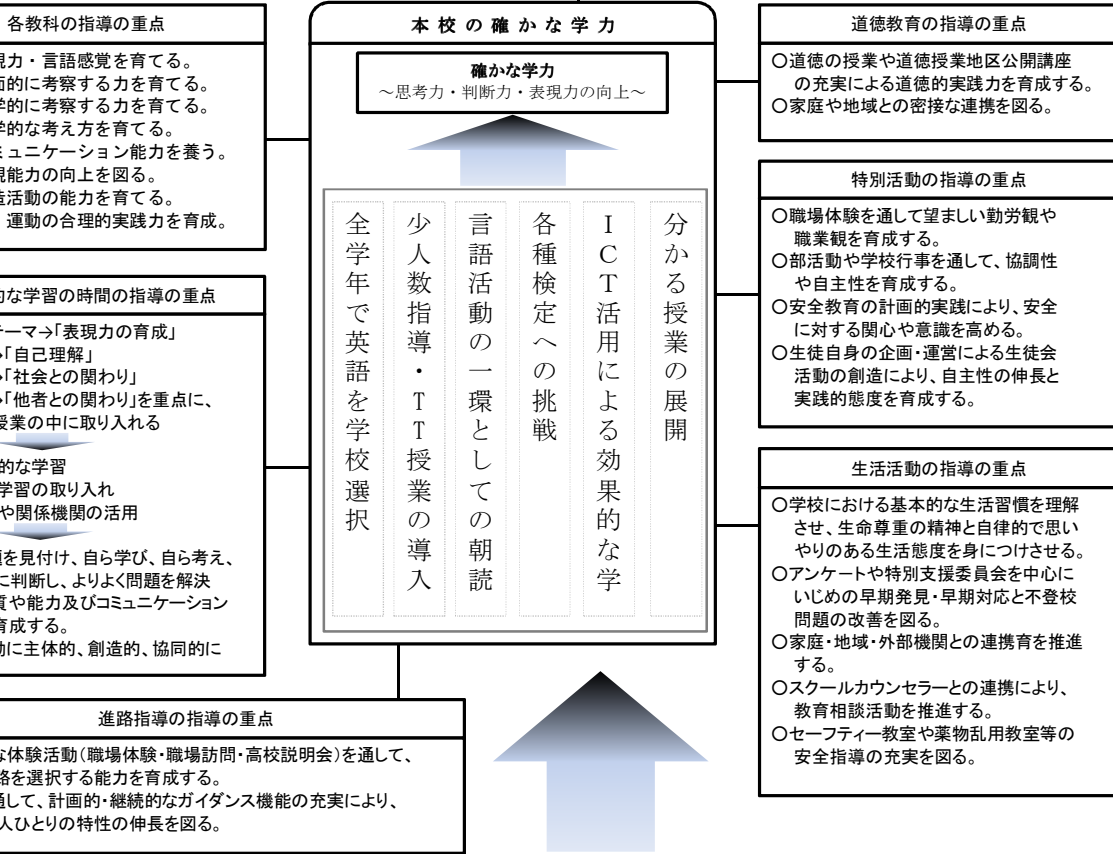 各教科の指導の重点
現力・言語感覚を育てる。
面的に考察する力を育てる。
学的に考察する力を育てる。
学的な考え方を育てる。
ミュニケーション能力を養う。
現能力の向上を図る。
造活動の能力を育てる。
運動の合理的実践力を育成。
的な学習の時間の指導の重点
テーマ→「表現力の育成」
→「自己理解」
→「社会との関わり」
→「他者との関わり」を重点に、
授業の中に取り入れる
的な学習
学習の取り入れ
や関係機関の活用
題を見付け、自ら学び、自ら考え、
に判断し、よりよく問題を解決
質や能力及びコミュニケーション
育成する。
動に主体的、創造的、協同的に
進路指導の指導の重点
な体験活動(職場体験・職場訪問・高校説明会)を通して、
路を選択する能力を育成する。
通して、計画的・継続的なガイダンス機能の充実により、
人ひとりの特性の伸長を図る。
本校の確かな学力
確かな学力
～思考力・判断力・表現力の向上～
分かる授業の展開
ICT活用による効果的な学
各種検定への挑戦
言語活動の一環としての朝読
少人数指導・TT授業の導入
全学年で英語を学校選択
道徳教育の指導の重点
○道徳の授業や道徳授業地区公開講座
の充実による道徳的実践力を育成する。
○家庭や地域との密接な連携を図る。
特別活動の指導の重点
○職場体験を通して望ましい勤労観や
職業観を育成する。
○部活動や学校行事を通して、協調性
や自主性を育成する。
○安全教育の計画的実践により、安全
に対する関心や意識を高める。
○生徒自身の企画・運営による生徒会
活動の創造により、自主性の伸長と
実践的態度を育成する。
生活活動の指導の重点
○学校における基本的な生活習慣を理解
させ、生命尊重の精神と自律的で思い
やりのある生活態度を身につけさせる。
○アンケートや特別支援委員会を中心に
いじめの早期発見・早期対応と不登校
問題の改善を図る。
○家庭・地域・外部機関との連携育を推進
する。
○スクールカウンセラーとの連携により、
教育相談活動を推進する。
○セーフティー教室や薬物乱用教室等の
安全指導の充実を図る。